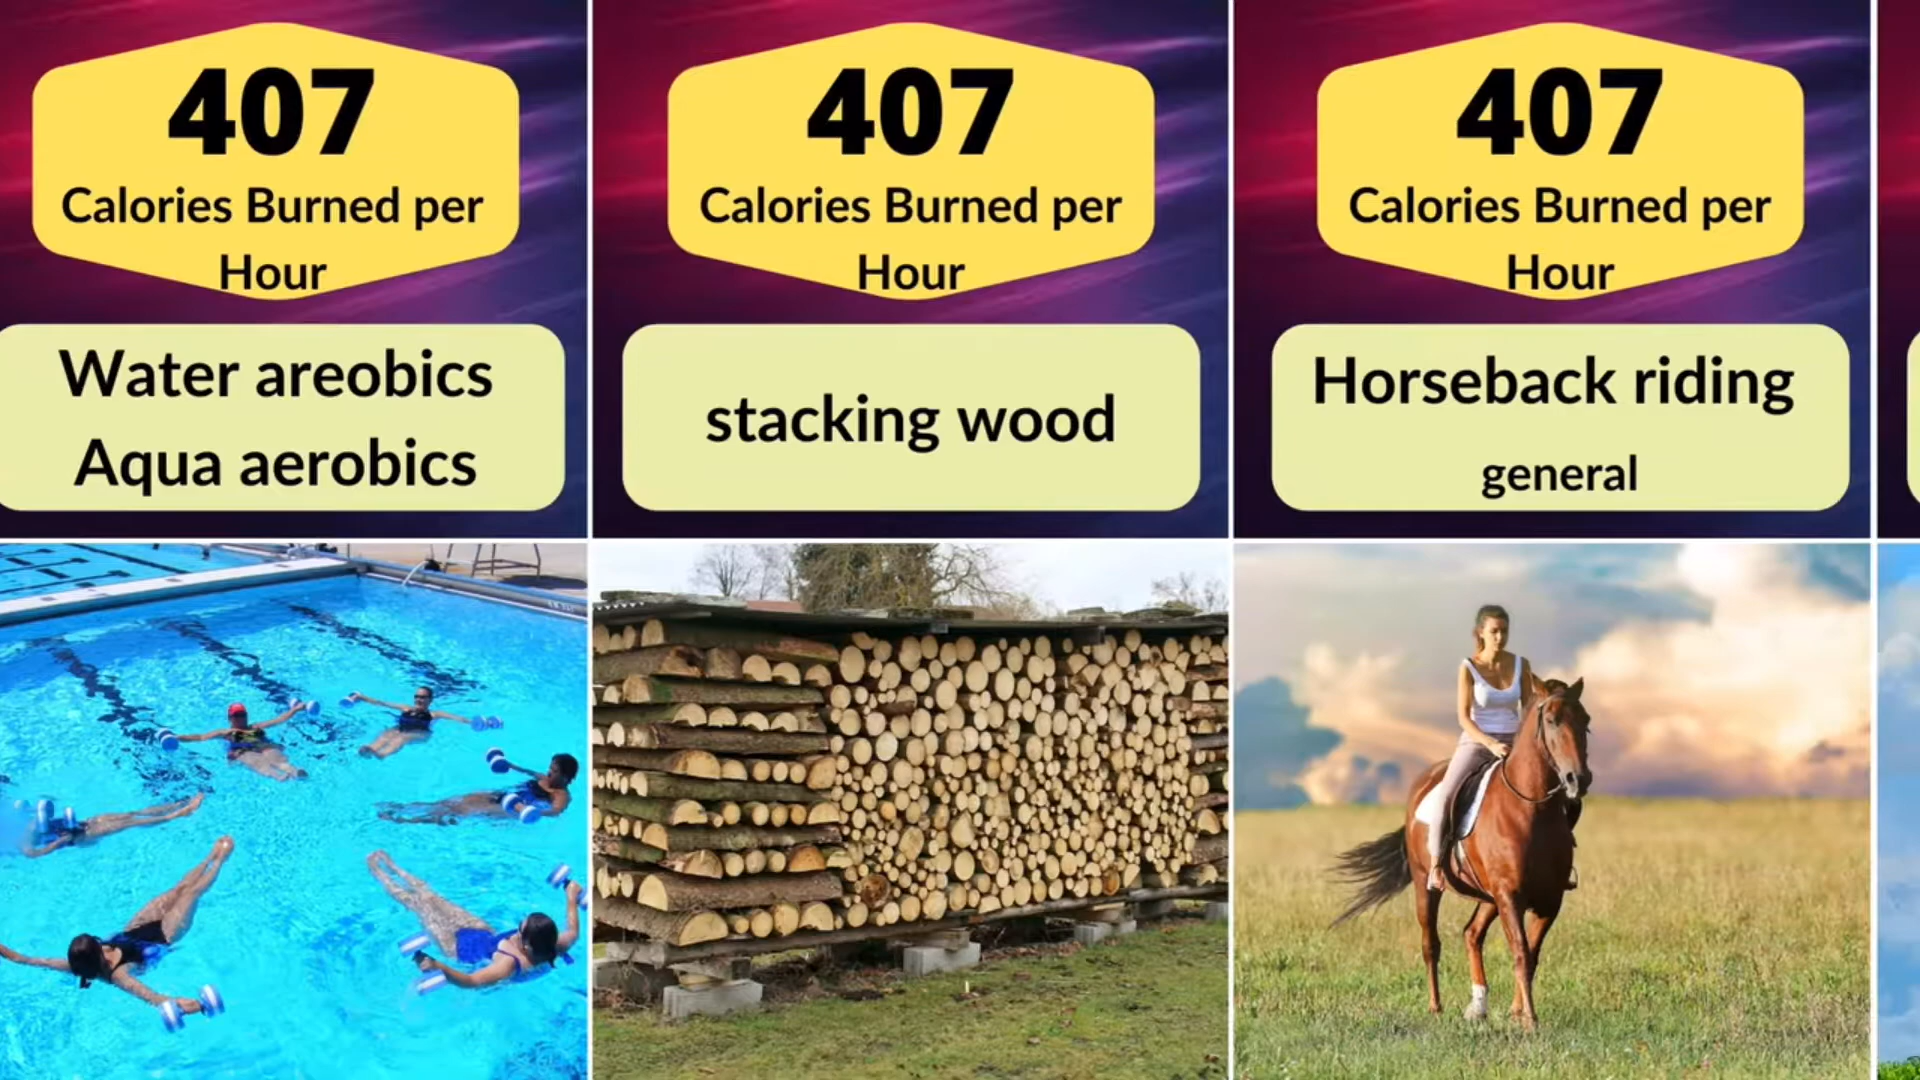 407
Calories Burned per
Hour
Water areobics
Aqua aerobics
407
Calories Burned per
Hour
stacking wood
407
Calories Burned per
Hour
Horseback riding
general